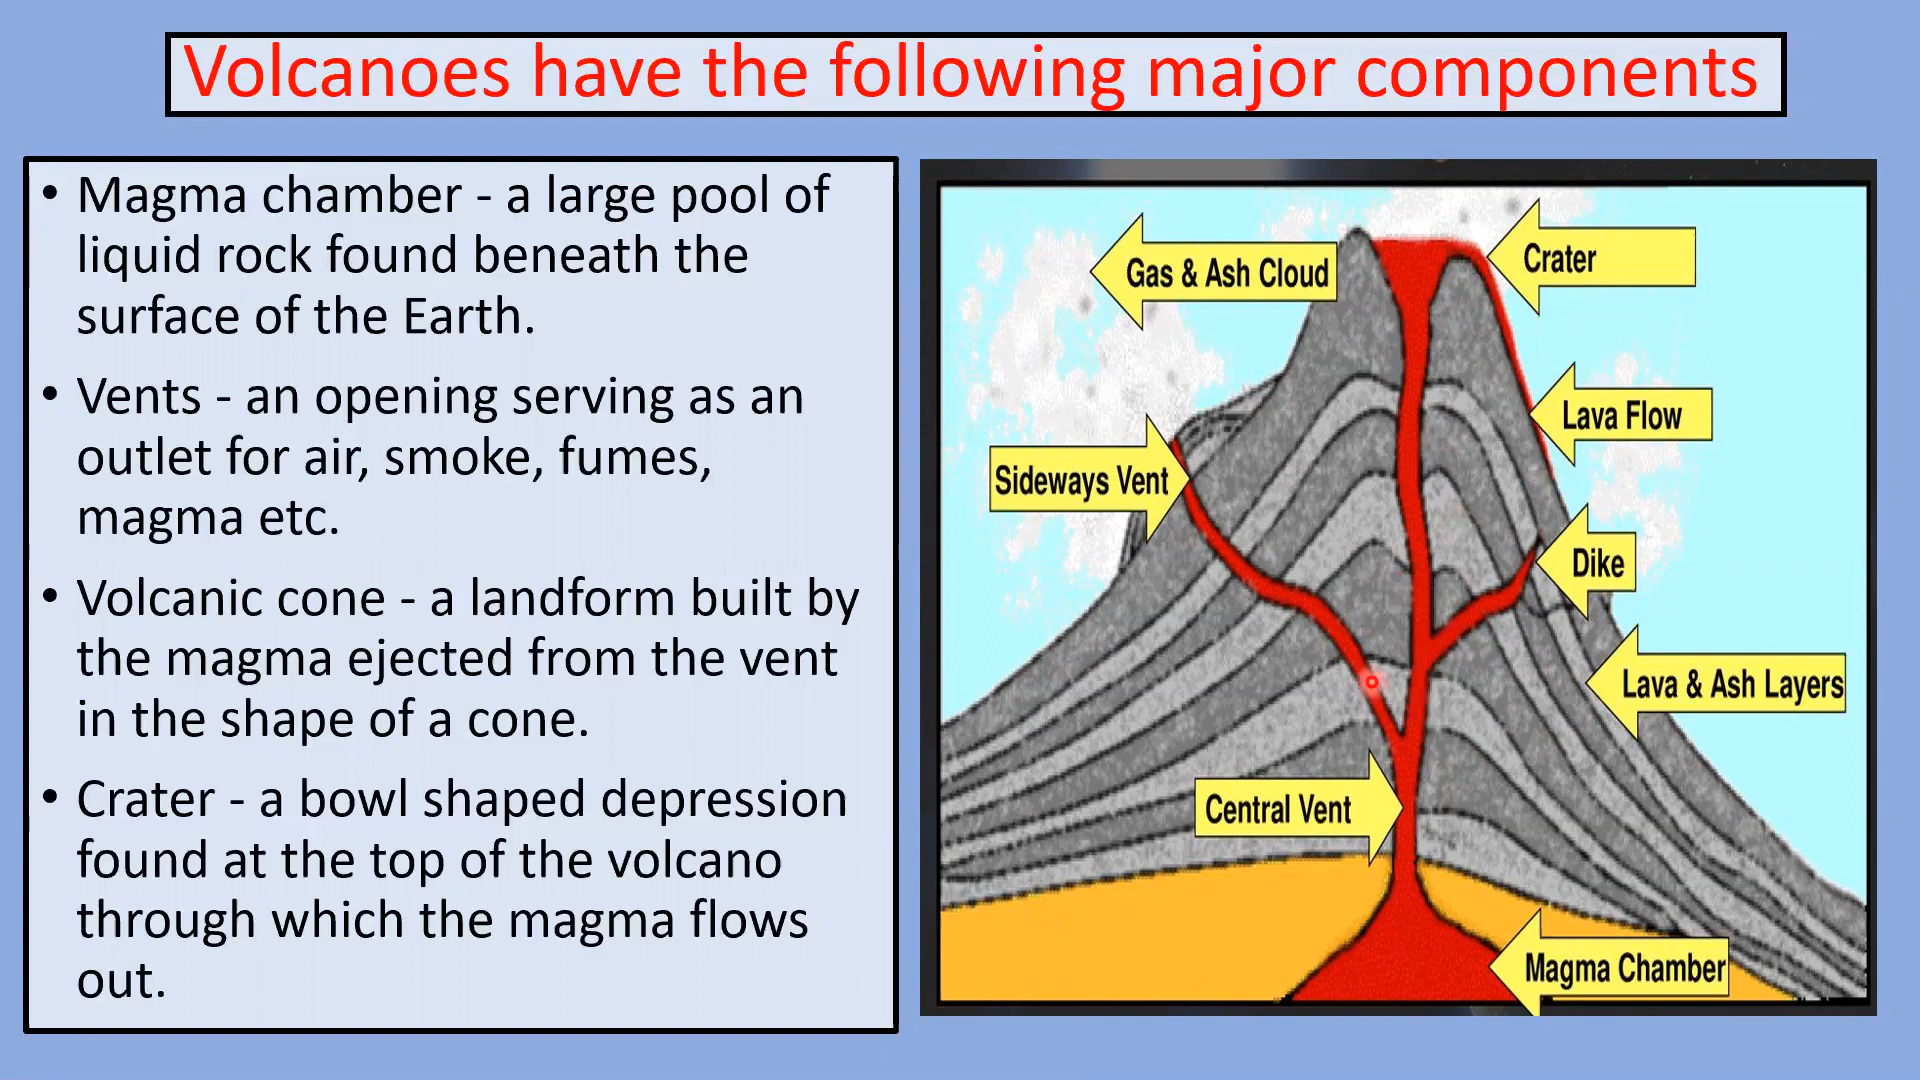 Volcanoes have the following major components
• Magma chamber - a large pool of
liquid rock found beneath the
surface of the Earth.
• Vents - an opening serving as an
outlet for air, smoke, fumes,
magma etc.
• Volcanic cone - a landform built by
the magma ejected from the vent
in the shape of a cone.
• Crater - a bowl shaped depression
found at the top of the volcano
through which the magma flows
out.
Gas & Ash Cloud
Crater
Lava Flow
Sideways Vent
Dike
Lava & Ash Layers
Central Vent
Magma Chamber